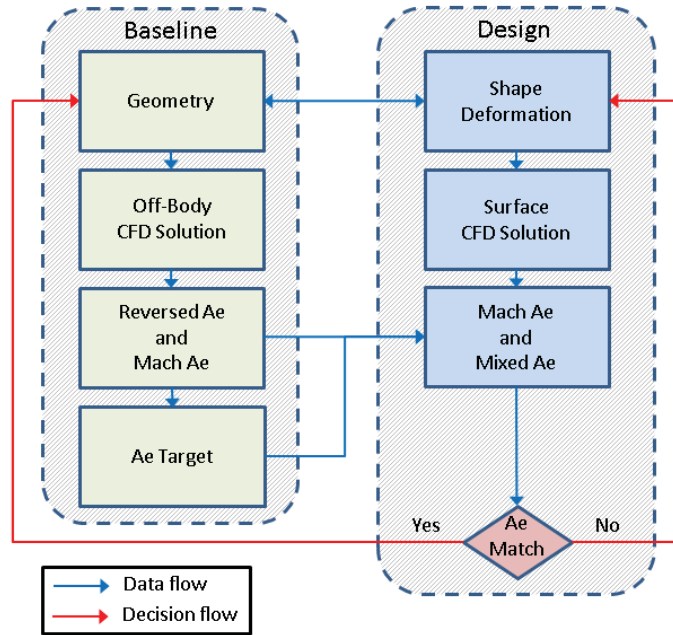 Baseline
Geometry
Off-Body
CFD Solution
Reversed Ae
and
Mach Ae
Ae Target
Design
Shape
Deformation
Surface
CFD Solution
Mach Ae
and
Mixed Ae
Yes
Ae
Match
No
Data flow
Decision flow